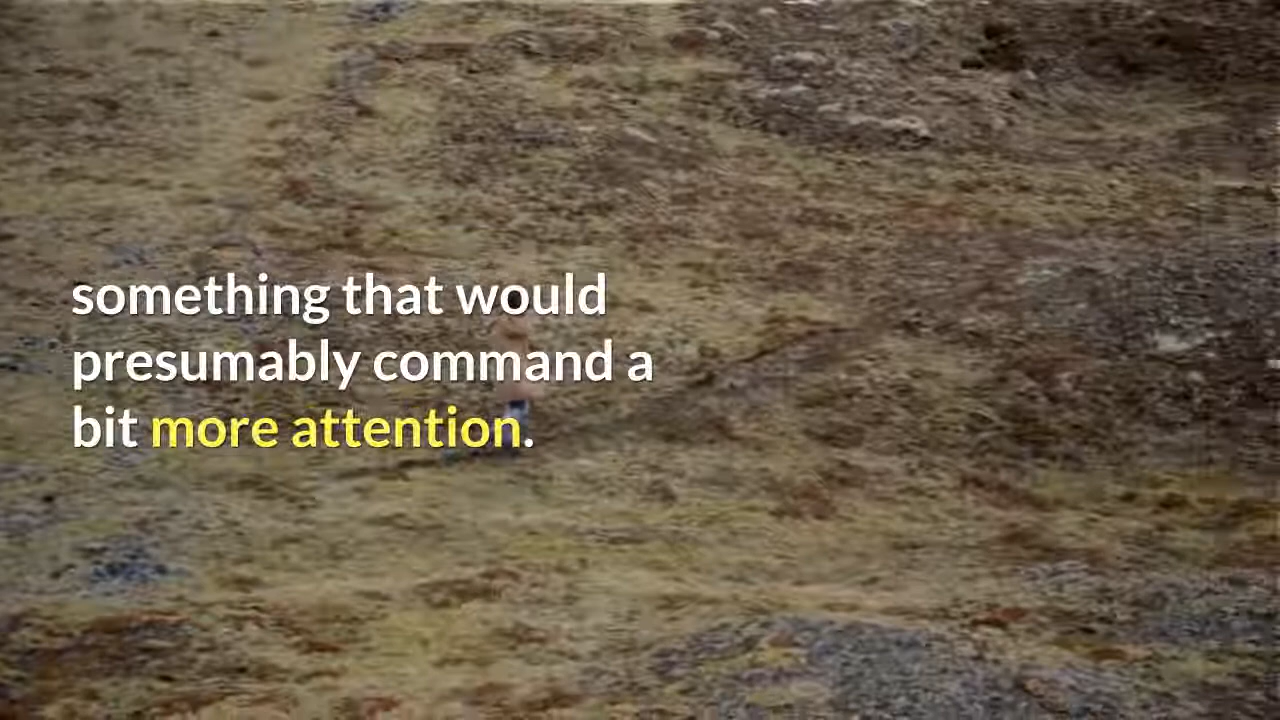 something that would
presumably command a
bit more attention.